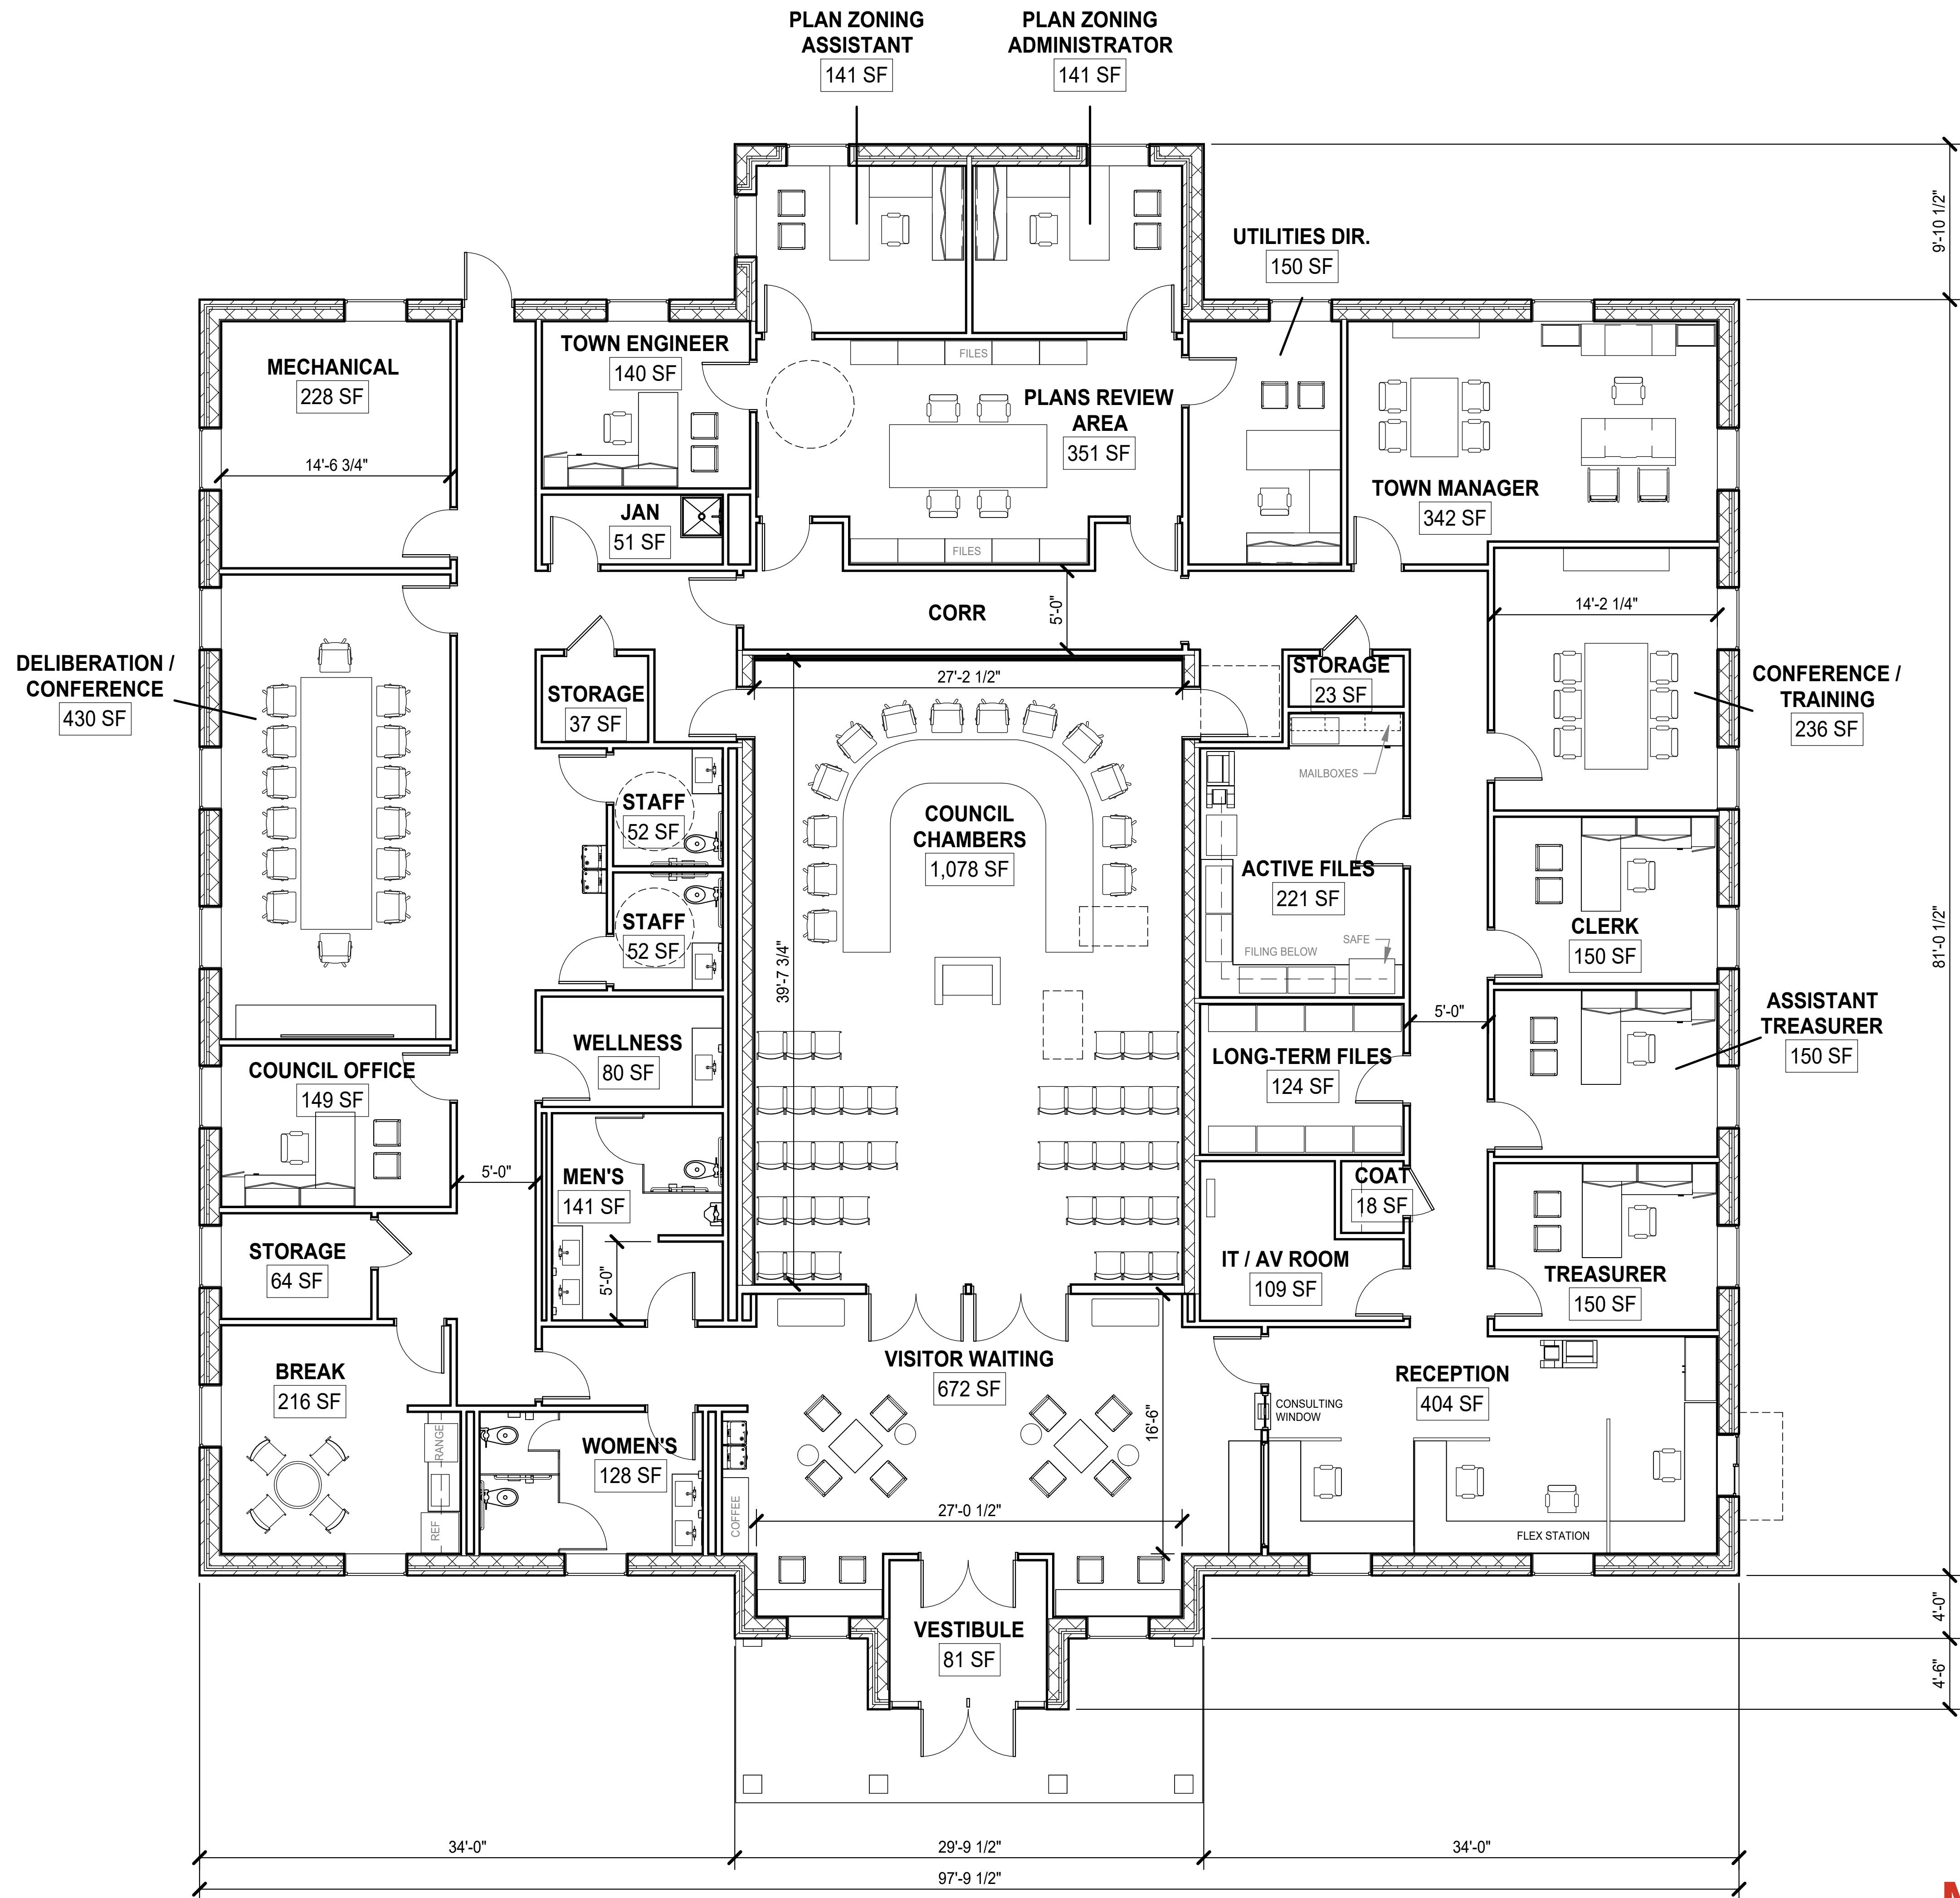 PLAN ZONING
ASSISTANT
141 SF
PLAN ZONING
ADMINISTRATOR
141 SF
9'-10 1/2"
UTILITIES DIR.
150 SF
MECHANICAL
228 SF
14'-6 3/4"
TOWN ENGINEER
140 SF
FILES
PLANS REVIEW
AREA
351 SF
TOWN MANAGER
342 SF
JAN
51 SF
FILES
CORR
5'-0"
14'-2 1/4"
DELIBERATION /
CONFERENCE
430 SF
STORAGE
37 SF
27'-2 1/2"
STORAGE
23 SF
CONFERENCE /
TRAINING
236 SF
MAILBOXES
STAFF
52 SF
COUNCIL
CHAMBERS
1,078 SF
ACTIVE FILES
221 SF
STAFF
52 SF
39'-7 3/4"
FILING BELOW
SAFE
CLERK
150 SF
81'-0 1/2"
WELLNESS
80 SF
5'-0"
ASSISTANT
TREASURER
150 SF
COUNCIL OFFICE
149 SF
LONG-TERM FILES
124 SF
5'-0"
MEN'S
141 SF
COAT
18 SF
STORAGE
64 SF
5'-0"
IT / AV ROOM
109 SF
TREASURER
150 SF
BREAK
216 SF
VISITOR WAITING
672 SF
RECEPTION
404 SF
CONSULTING
WINDOW
16'-6"
RANGE
WOMEN'S
128 SF
REF
COFFEE
27'-0 1/2"
FLEX STATION
VESTIBULE
81 SF
4'-0"
4'-6"
34'-0"
29'-9 1/2"
34'-0"
97'-9 1/2"